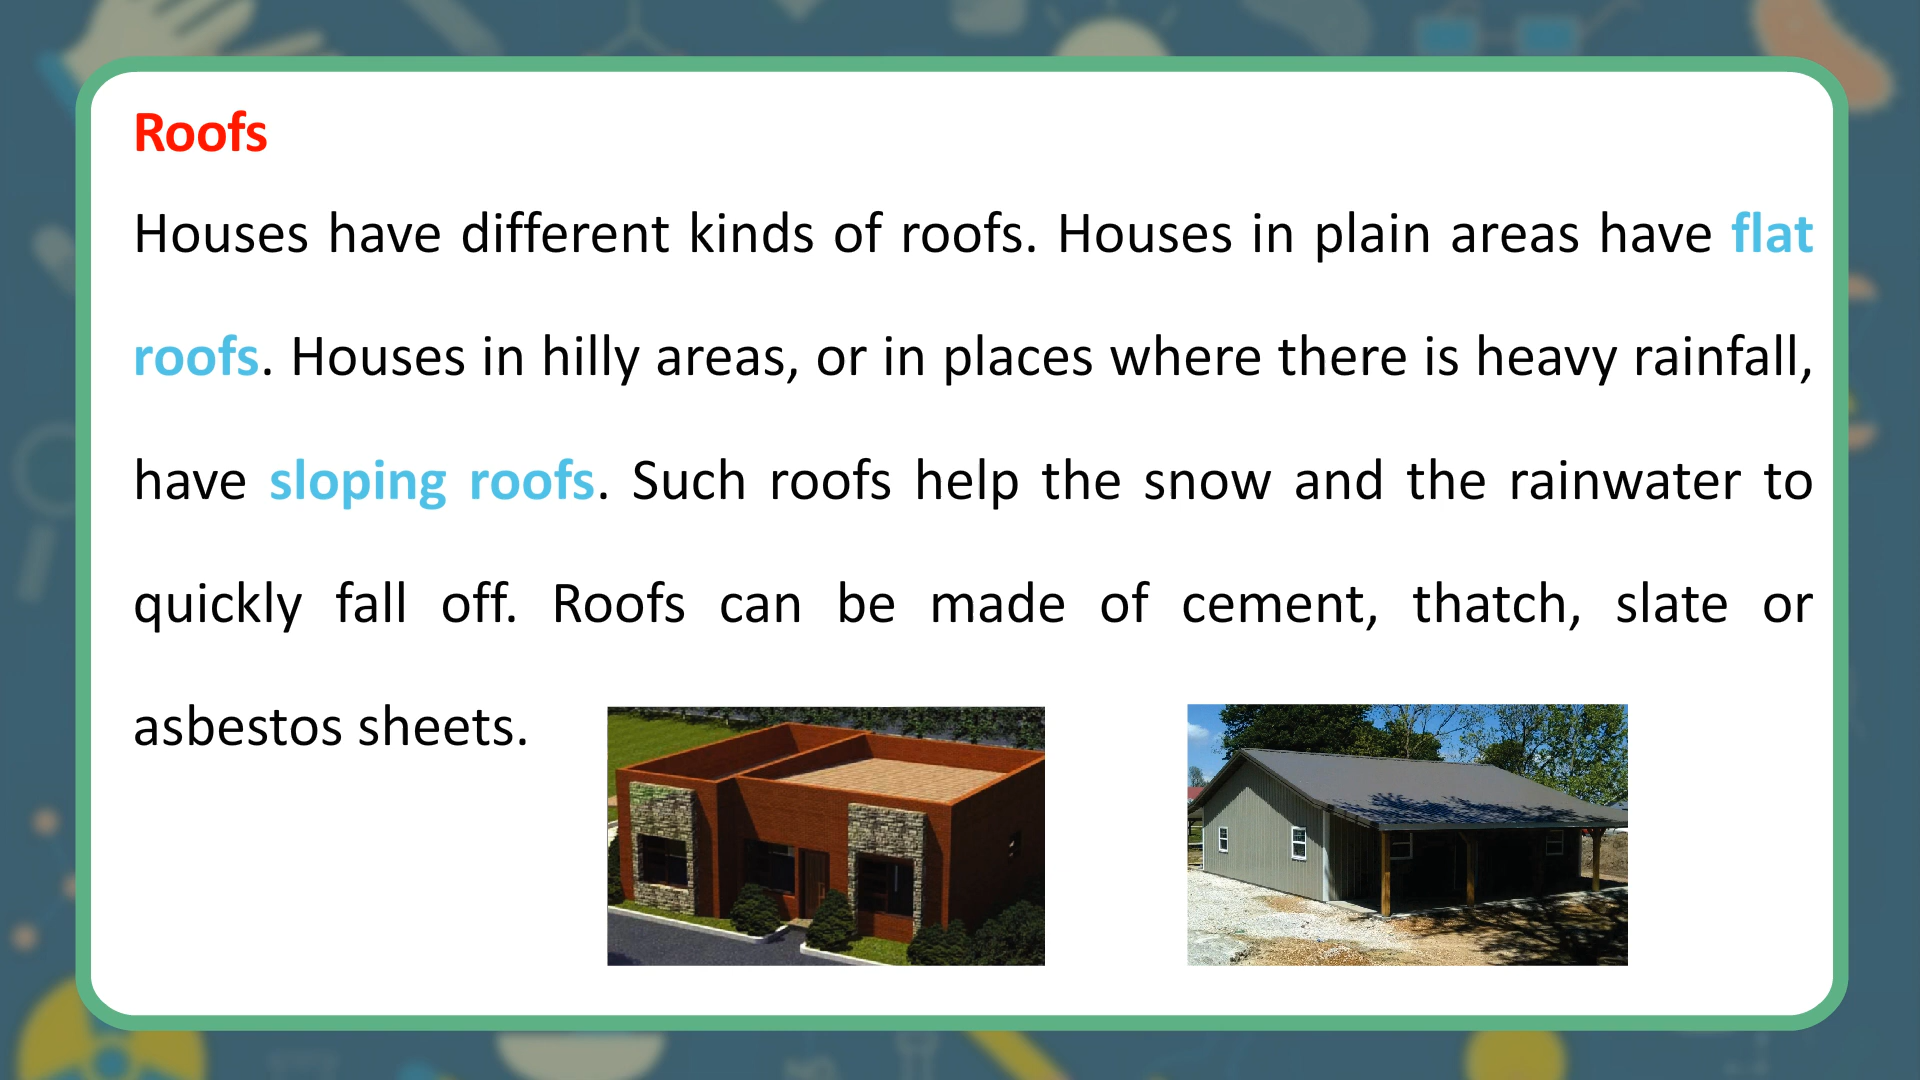 Roofs
Houses have different kinds of roofs. Houses in plain areas have flat
roofs. Houses in hilly areas, or in places where there is heavy rainfall,
have sloping roofs. Such roofs help the snow and the rainwater to
quickly fall off. Roofs can be made of cement, thatch, slate or
asbestos sheets.